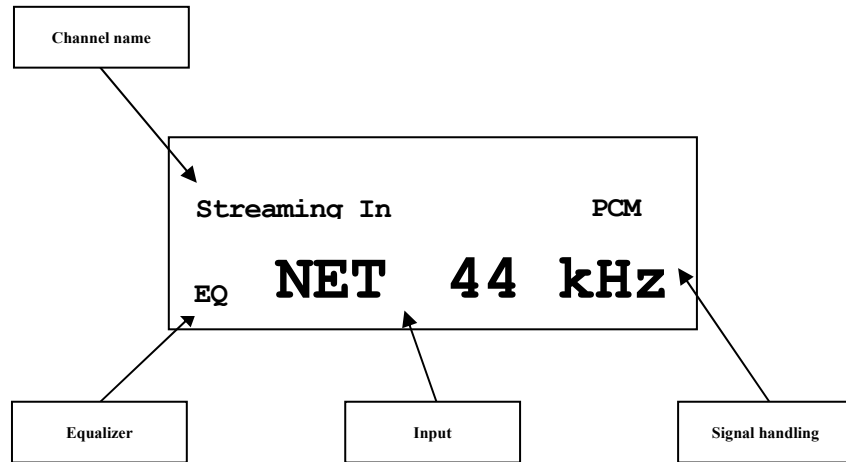 Channel name
Streaming In PCM
EQ NET 44 kHz
Equalizer Input Signal handling